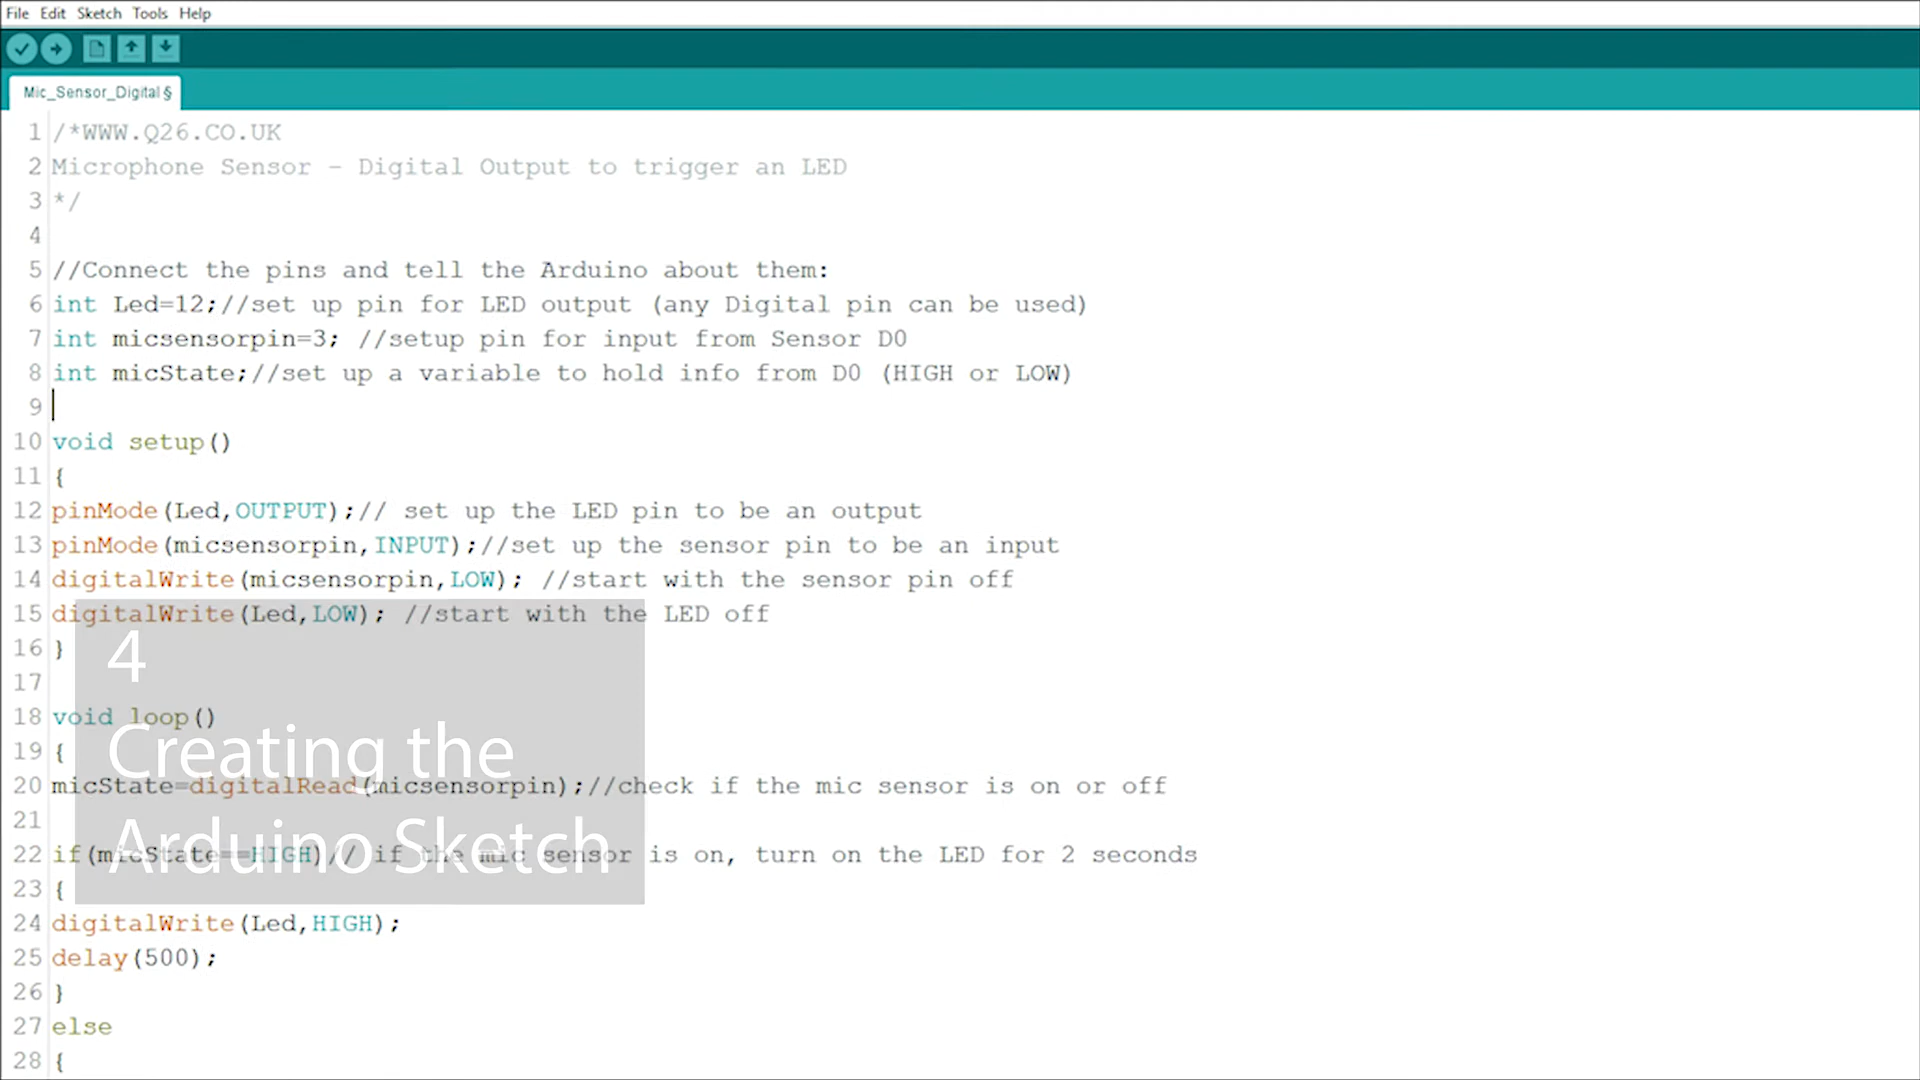 File Edit Sketch Tools Help
Mic_Sensor_Digital §
1 /*WWW.Q26.CO.UK
2 Microphone Sensor - Digital Output to trigger an LED
3 */
4
5 //Connect the pins and tell the Arduino about them:
6 int Led=12;//set up pin for LED output (any Digital pin can be used)
7 int micsensorpin=3; //setup pin for input from Sensor D0
8 int micState;//set up a variable to hold info from D0 (HIGH or LOW)
9
10 void setup()
11 {
12 pinMode(Led,OUTPUT);// set up the LED pin to be an output
13 pinMode(micsensorpin,INPUT);//set up the sensor pin to be an input
14 digitalWrite(micsensorpin,LOW); //start with the sensor pin off
15 digitalWrite(Led,LOW); //start with the LED off
16 }
17
18 void loop()
19 {
20 micState=digitalRead(micsensorpin);//check if the mic sensor is on or off
21
22 if(micState==HIGH)// if the mic sensor is on, turn on the LED for 2 seconds
23 {
24 digitalWrite(Led,HIGH);
25 delay(500);
26 }
27 else
28 {
4
Creating the
Arduino Sketch